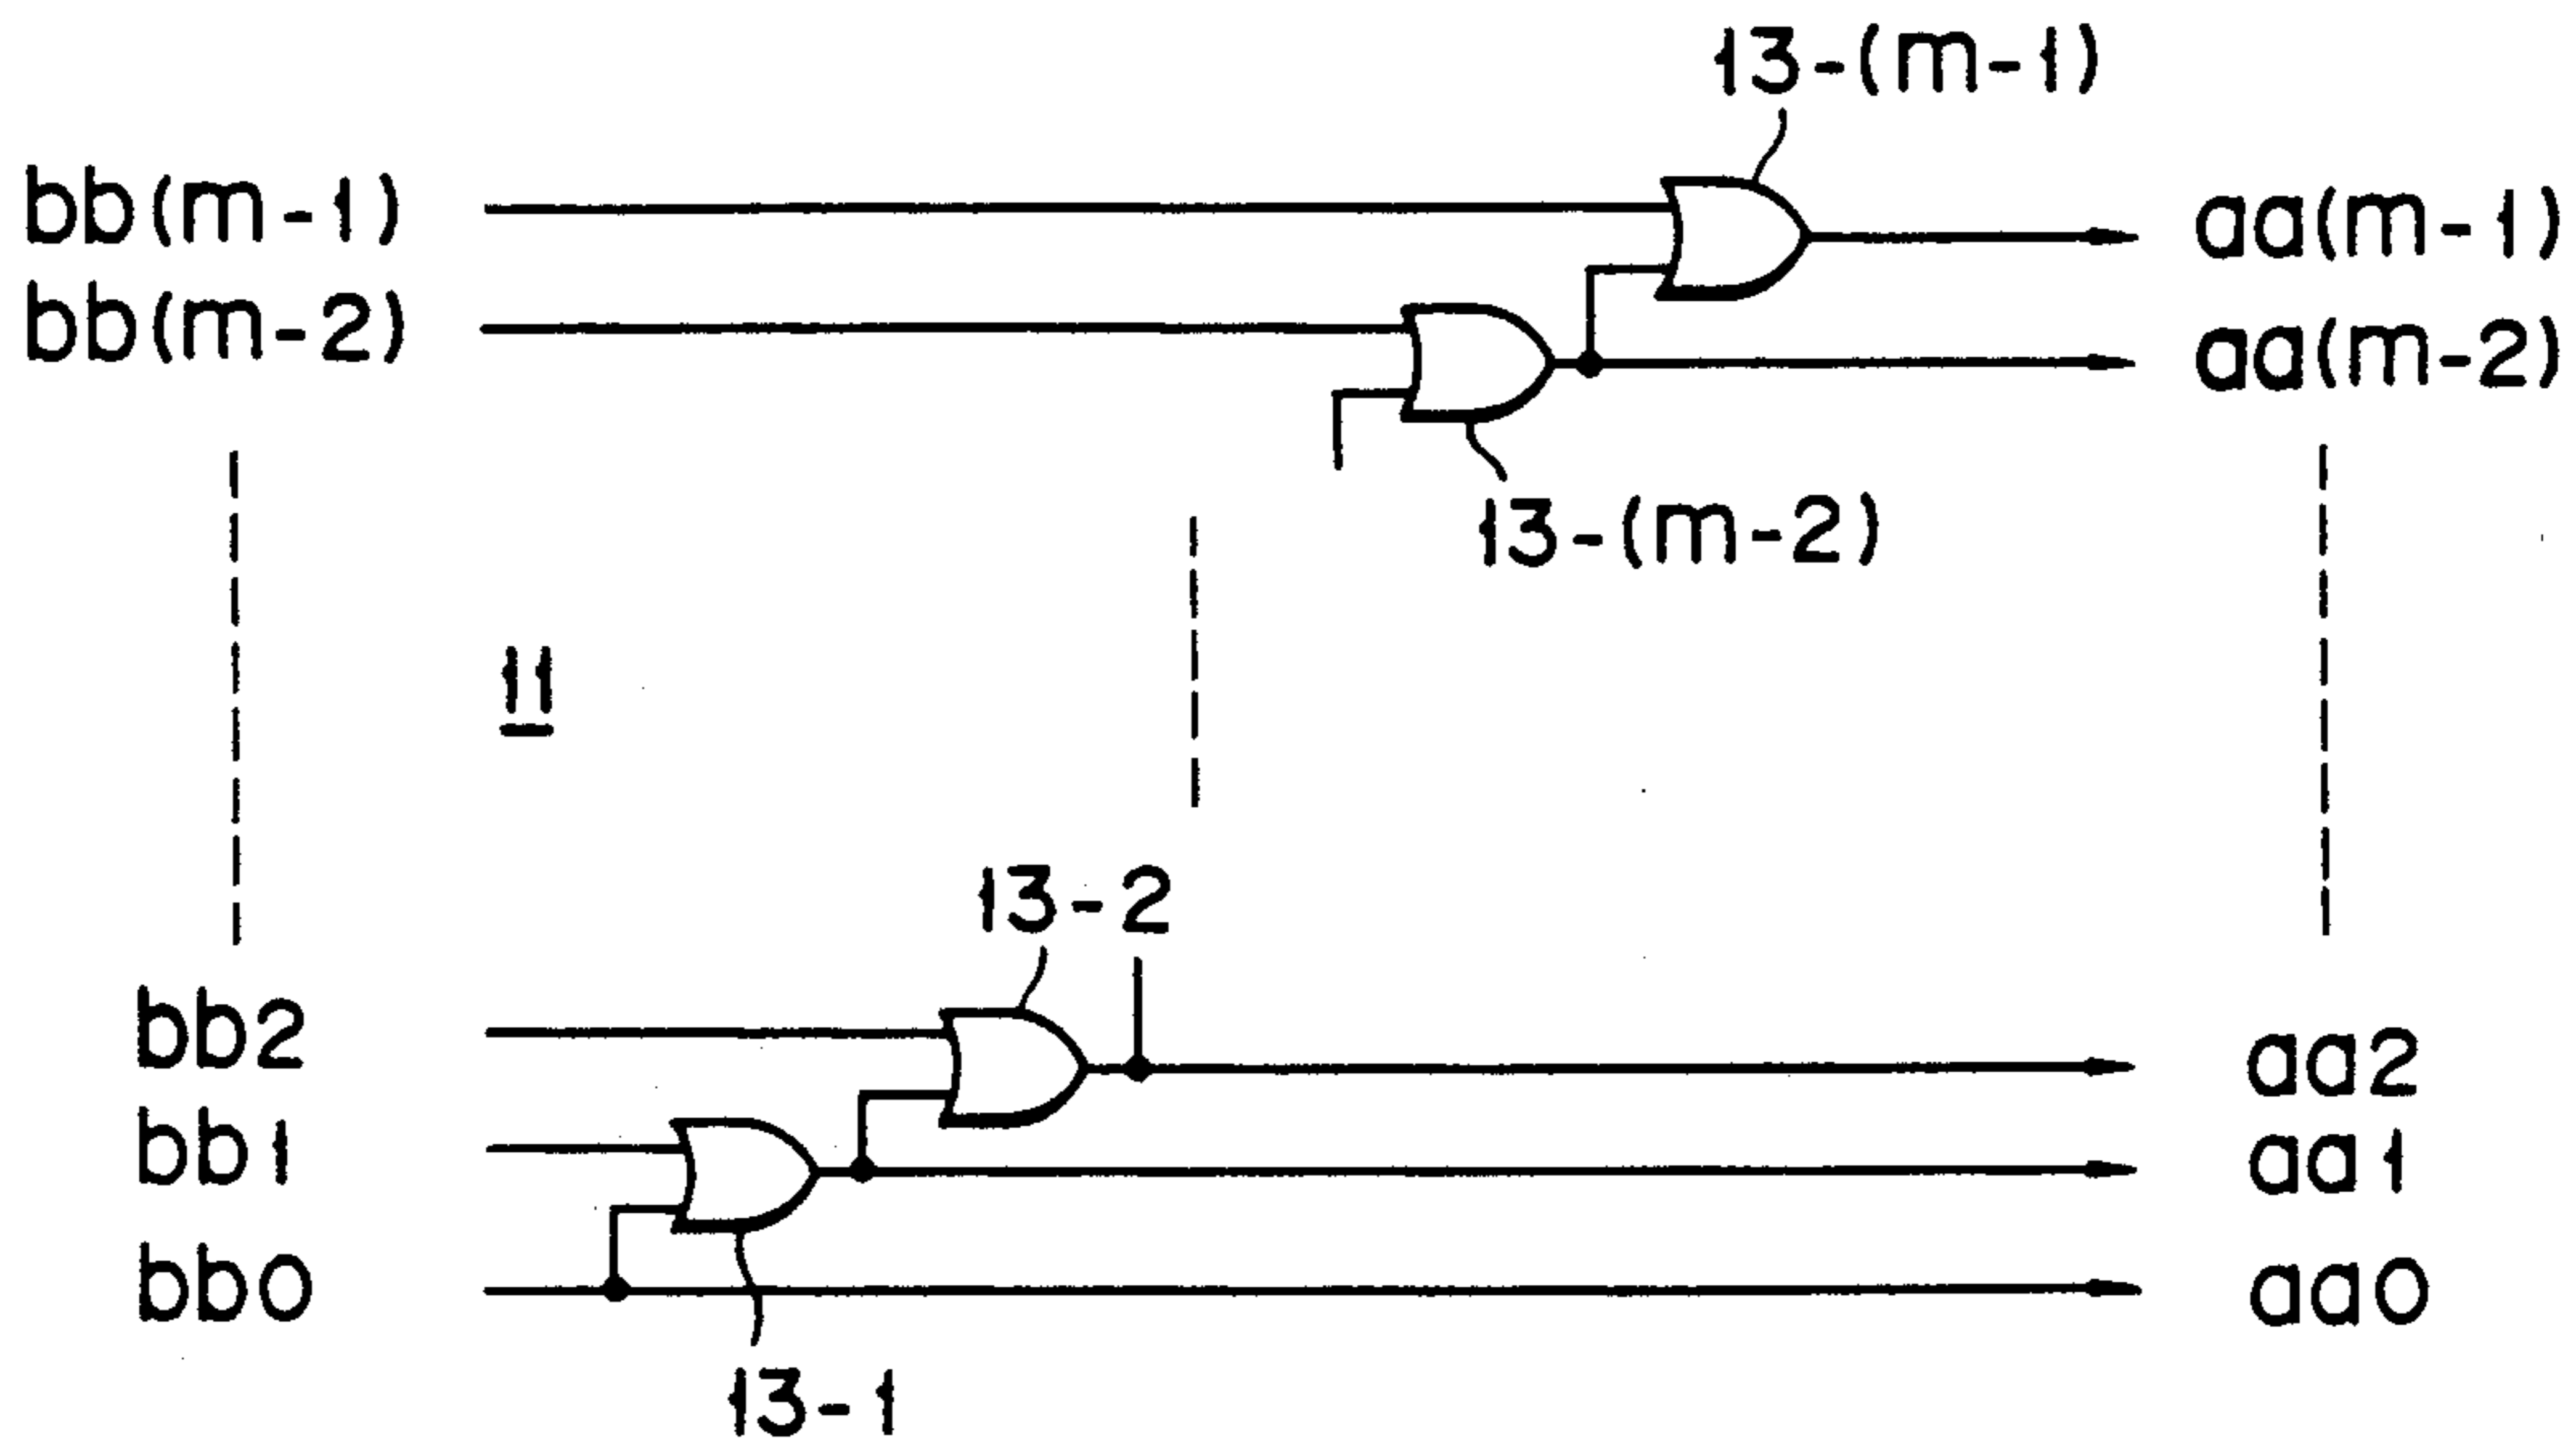 13-(m-1)
bb(m-1)
aa(m-1)
bb(m-2)
aa(m-2)
13-(m-2)
11
13-2
bb2
aa2
bb1
aa1
bb0
aa0
13-1